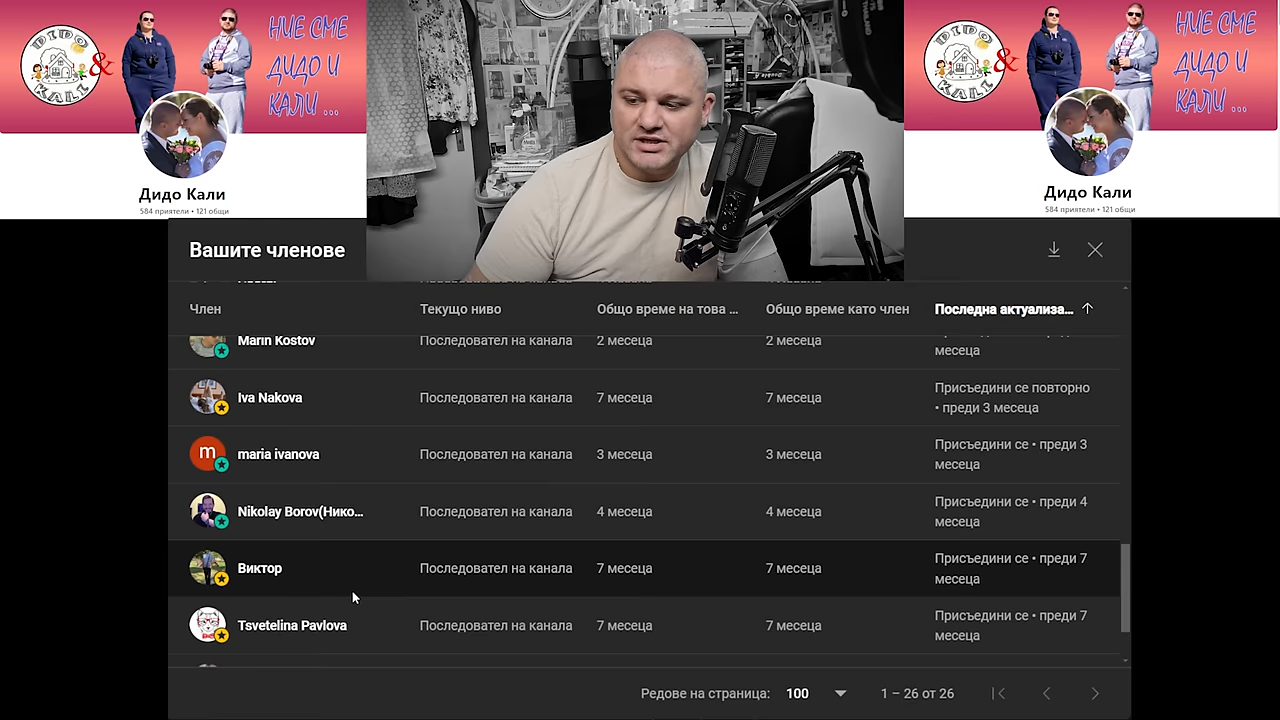 DIDO
&
KALI
НИЕ СМЕ
ДИДО И
КАЛИ ...
Дидо Кали
584 приятели • 121 общи
DIDO
&
KALI
НИЕ СМЕ
ДИДО И
КАЛИ ...
Дидо Кали
584 приятели • 121 общи
Вашите членове
Член Текущо ниво Общо време на това ... Общо време като член Последна актуализа...
Marin Kostov Последовател на канала 2 месеца 2 месеца
месеца
Iva Nakova Последовател на канала 7 месеца 7 месеца Присъедини се повторно
• преди 3 месеца
m maria ivanova Последовател на канала 3 месеца 3 месеца Присъедини се • преди 3
месеца
Nikolay Borov(Нико... Последовател на канала 4 месеца 4 месеца Присъедини се • преди 4
месеца
Виктор Последовател на канала 7 месеца 7 месеца Присъедини се • преди 7
месеца
Tsvetelina Pavlova Последовател на канала 7 месеца 7 месеца Присъедини се • преди 7
месеца
Редове на страница: 100 1 – 26 от 26